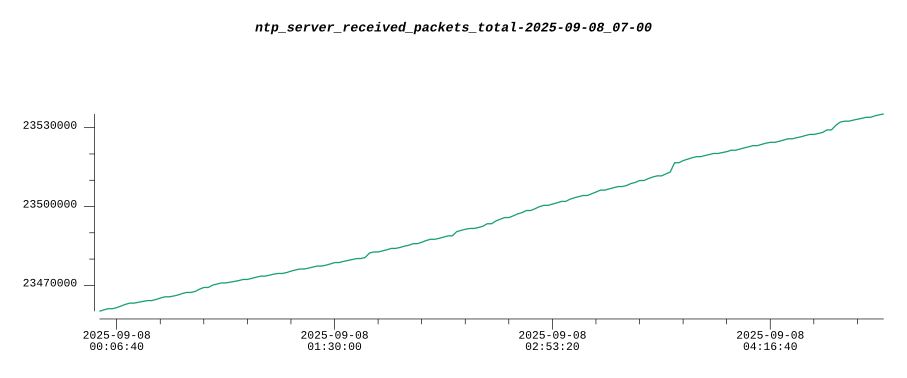 ntp_server_received_packets_total-2025-09-08_07-00
23530000
23500000
23470000
2025-09-08 2025-09-08 2025-09-08 2025-09-08
00:06:40 01:30:00 02:53:20 04:16:40